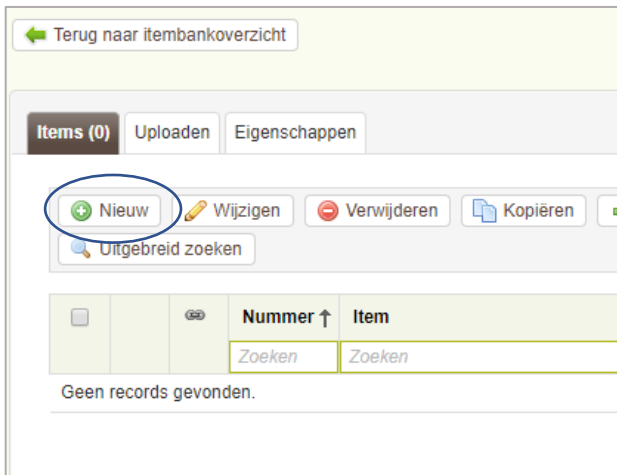 Terug naar itembankoverzicht
Items (0) Uploaden Eigenschappen
Nieuw Wijzigen Verwijderen Kopiëren
Uitgebreid zoeken
Nummer ↑ Item
Zoeken Zoeken
Geen records gevonden.